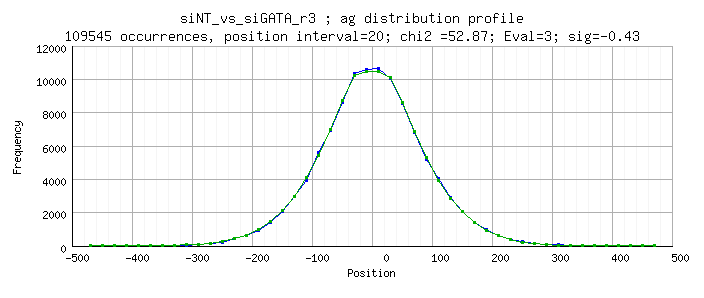 siNT_vs_siGATA_r3 ; ag distribution profile
109545 occurrences, position interval=20; chi2 =52.87; Eval=3; sig=-0.43
12000
10000
8000
6000
4000
2000
0
Frequency
-500 -400 -300 -200 -100 0 100 200 300 400 500
Position